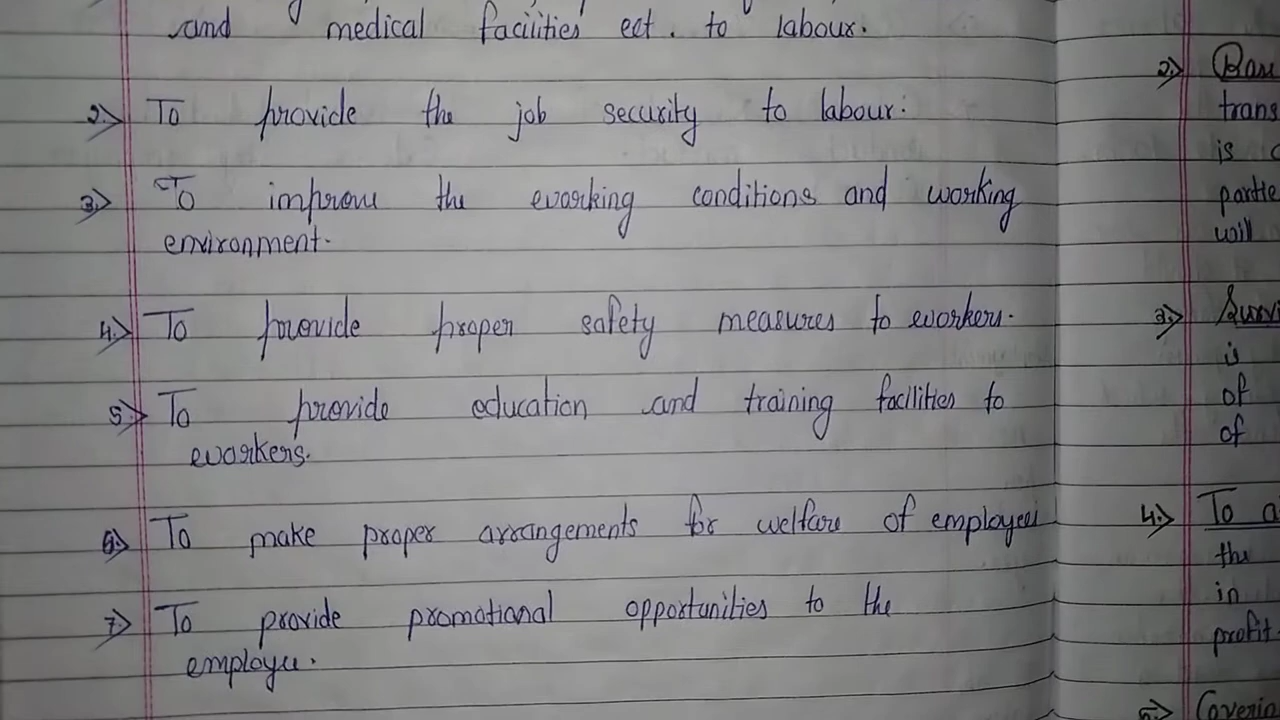 and medical facilities ect. to labour.
2.> To provide the job security to labour.
3.> To improve the working conditions and working
environment.
4.> To provide proper safety measures to workers.
5> To provide education and training facilities to
workers.
6.> To make proper arrangements for welfare of employees
7.> To provide promotional opportunities to the
employee.
2.>
trans
is
partie
will
3.>
is
of
of
4.> To a
the
in
profit.
5.> Coverin